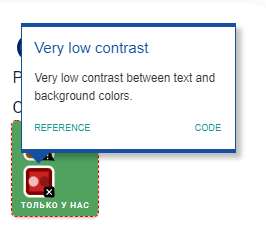 Very low contrast
Very low contrast between text and
background colors.
REFERENCE CODE
ТОЛЬКО У НАС